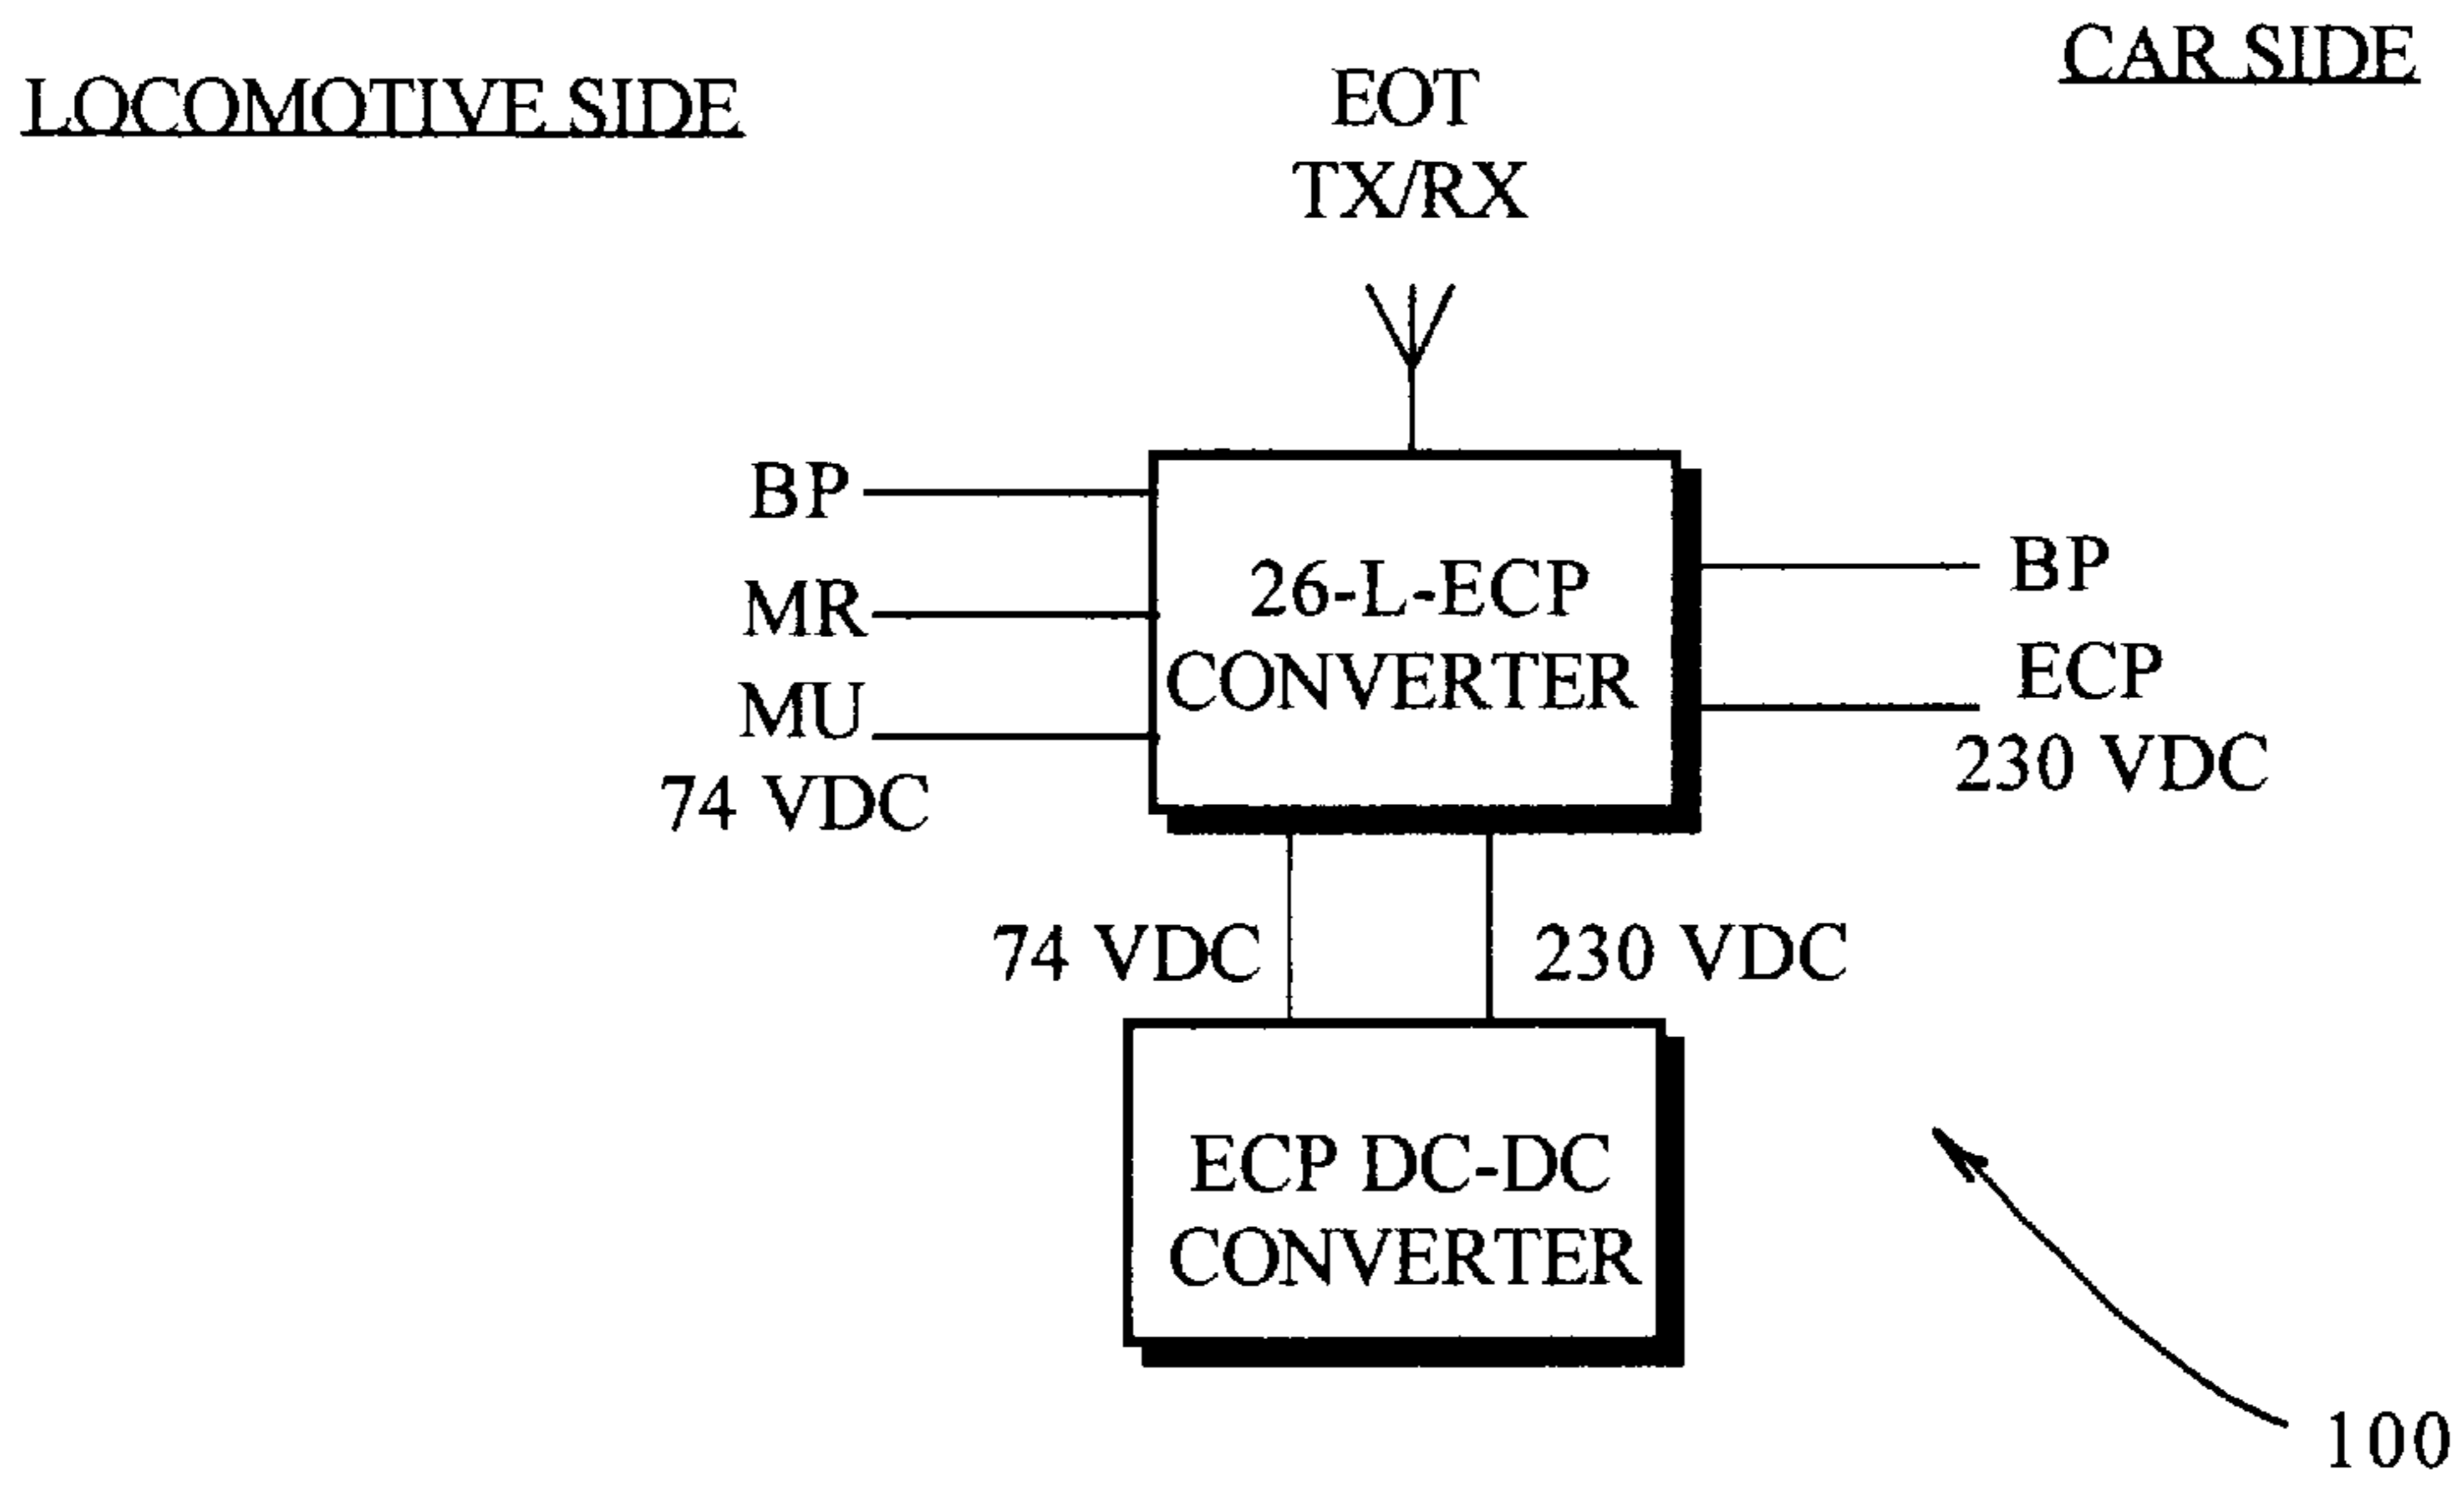 LOCOMOTIVE SIDE
CAR SIDE
EOT
TX/RX
BP
MR
MU
74 VDC
26-L-ECP
CONVERTER
BP
ECP
230 VDC
74 VDC
230 VDC
ECP DC-DC
CONVERTER
100